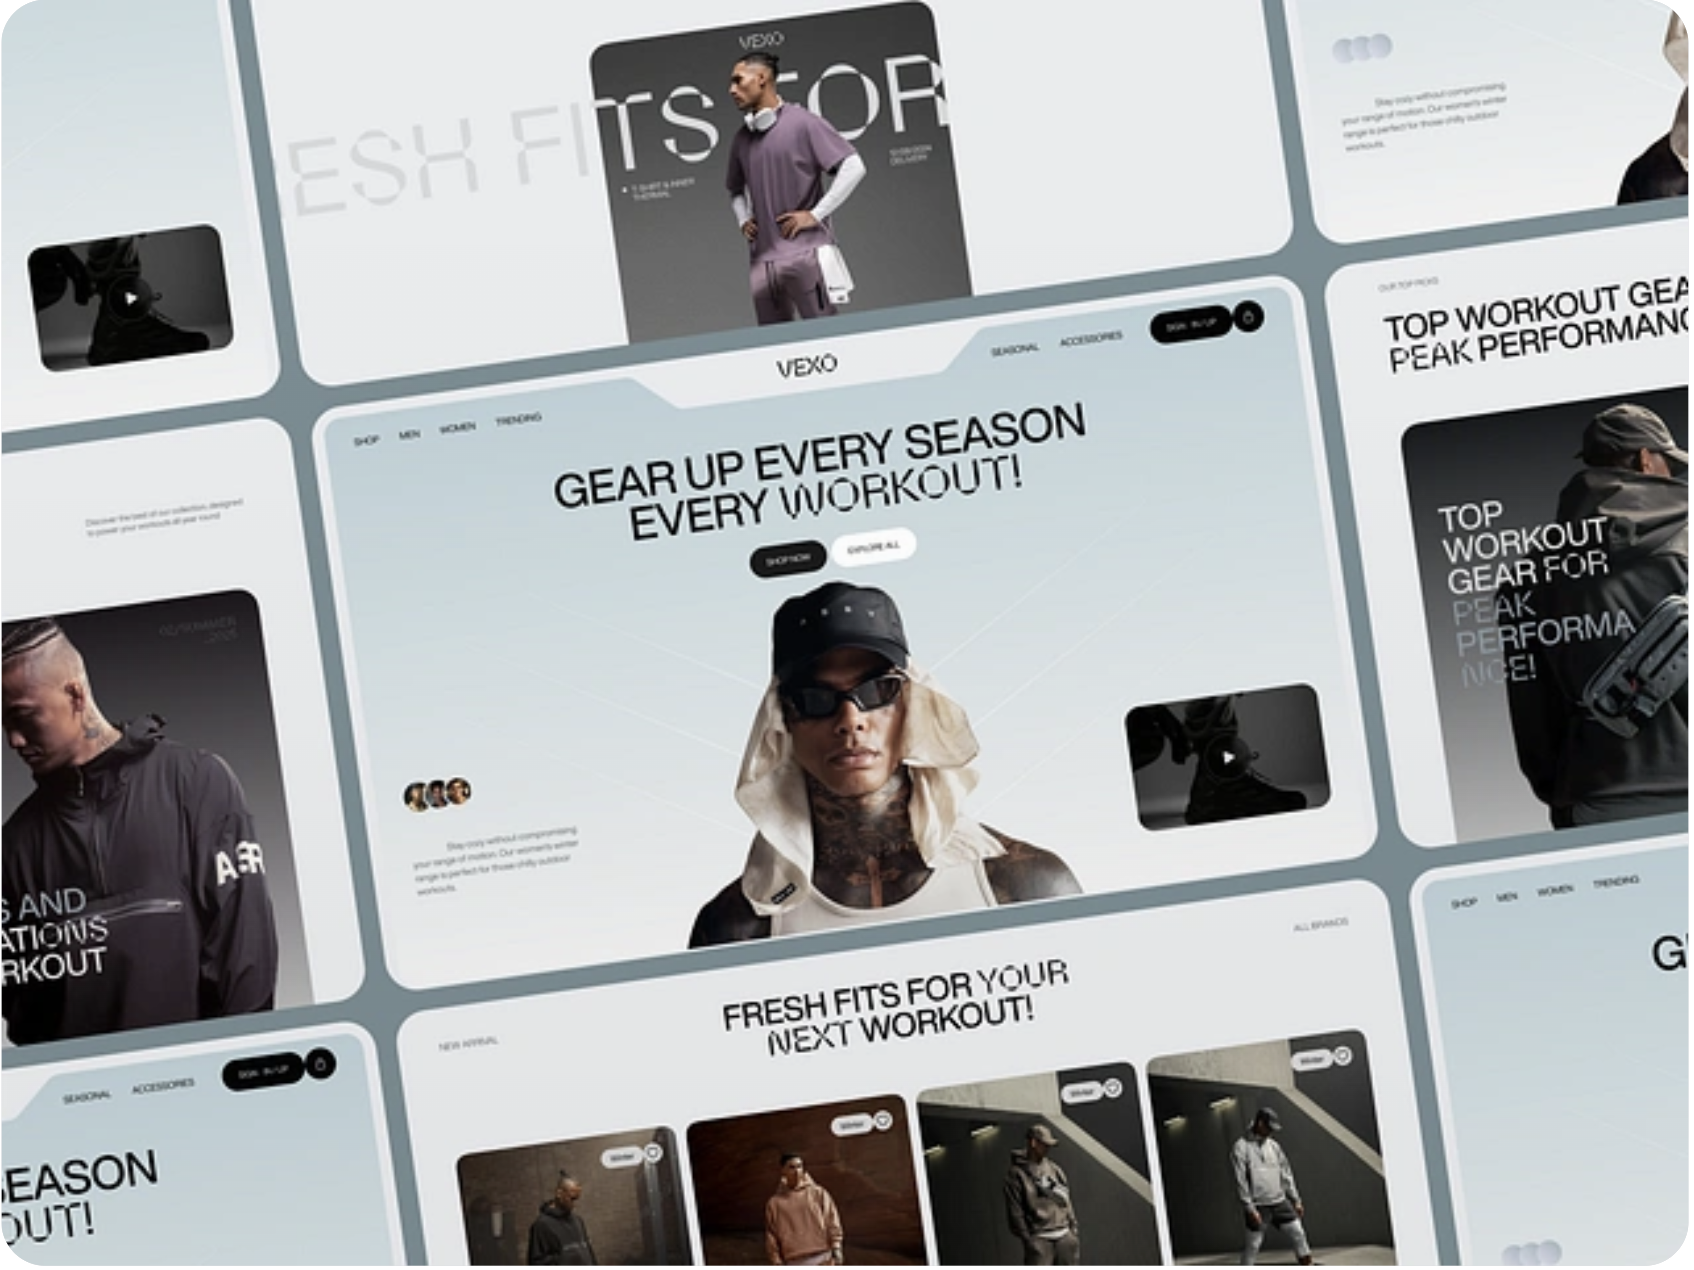 VEXO
ESH FITS FOR
T-SHIRT & INNER
THERMAL
DELIVERY
Stay cozy without compromising
your range of motion. Our women's winter
range is perfect for those chilly outdoor
workouts.
OUR TOP PICKS
TOP WORKOUT GEA
PEAK PERFORMANC
TOP
WORKOUT
GEAR FOR
PEAK
PERFORMA
NCE!
VEXO
SEASONAL
ACCESSORIES
SIGN IN/UP
SHOP
MEN
WOMEN
TRENDING
GEAR UP EVERY SEASON
EVERY WORKOUT!
SHOP NOW
EXPLORE ALL
Stay cozy without compromising
your range of motion. Our women's winter
range is perfect for those chilly outdoor
workouts.
Discover the best of our collection, designed
to power your workouts all year round
02/SUMMER
2025
S AND
ATIONS
RKOUT
SEASONAL
ACCESSORIES
SIGN IN/UP
SEASON
OUT!
NEW ARRIVAL
FRESH FITS FOR YOUR
NEXT WORKOUT!
ALL BRANDS
Winter
Winter
Winter
Winter
SHOP
MEN
WOMEN
TRENDING
G